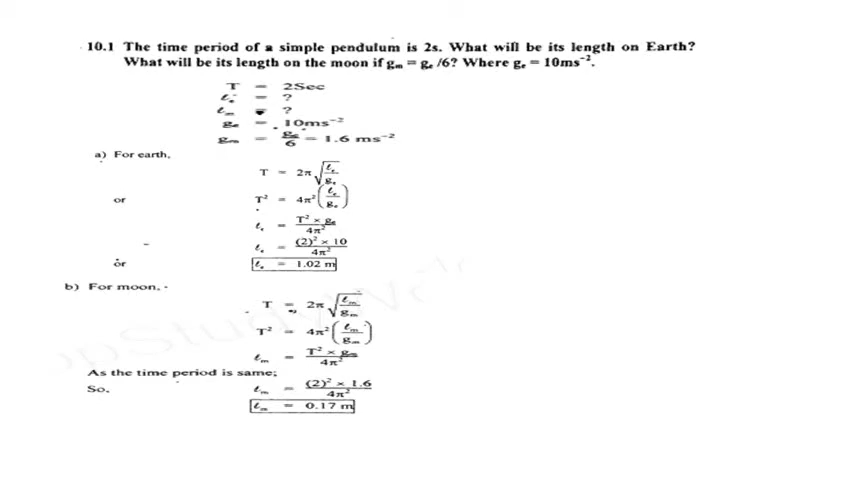 10.1 The time period of a simple pendulum is 2s. What will be its length on Earth?
What will be its length on the moon if gₘ = gₑ /6? Where gₑ = 10ms⁻².
T = 2Sec
ℓₑ = ?
ℓₘ = ?
gₑ = 10ms⁻²
gₘ = gₑ/6 = 1.6 ms⁻²
a) For earth,
T = 2π √(ℓₑ/gₑ)
or T² = 4π² (ℓₑ/gₑ)
ℓₑ = T² × gₑ / 4π²
ℓₑ = (2)² × 10 / 4π²
or ℓₑ = 1.02 m
b) For moon,
T = 2π √(ℓₘ/gₘ)
T² = 4π² (ℓₘ/gₘ)
ℓₘ = T² × gₘ / 4π²
As the time period is same;
So, ℓₘ = (2)² × 1.6 / 4π²
ℓₘ = 0.17 m